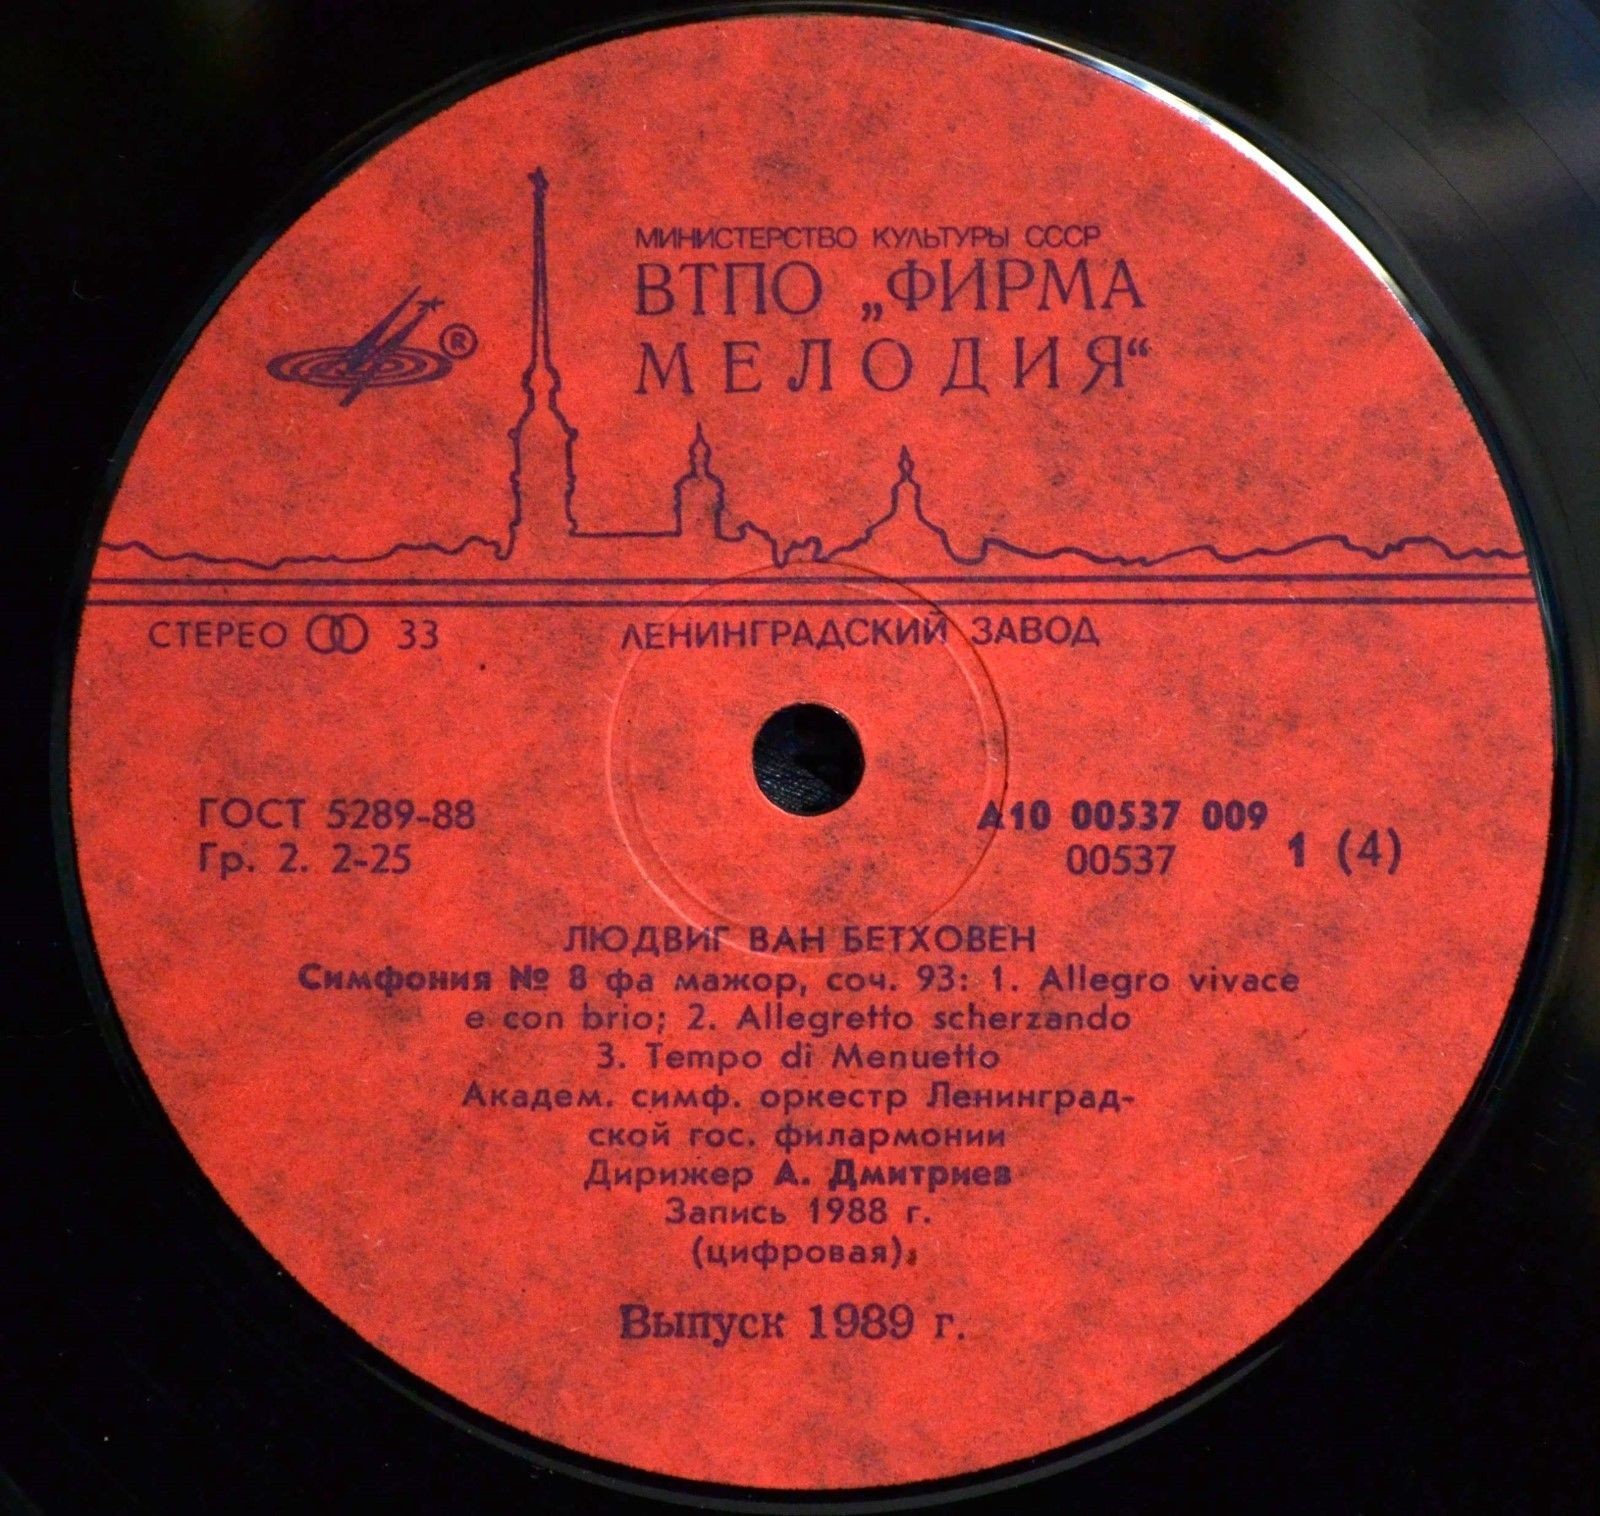 МИНИСТЕРСТВО КУЛЬТУРЫ СССР
ВТПО „ФИРМА
МЕЛОДИЯ“
®
СТЕРЕО 33
ЛЕНИНГРАДСКИЙ ЗАВОД
ГОСТ 5289-88
Гр. 2. 2-25
А10 00537 009
00537
1 (4)
ЛЮДВИГ ВАН БЕТХОВЕН
Симфония № 8 фа мажор, соч. 93: 1. Allegro vivace
e con brio; 2. Allegretto scherzando
3. Tempo di Menuetto
Академ. симф. оркестр Ленинград-
ской гос. филармонии
Дирижер А. Дмитриев
Запись 1988 г.
(цифровая).
Выпуск 1989 г.